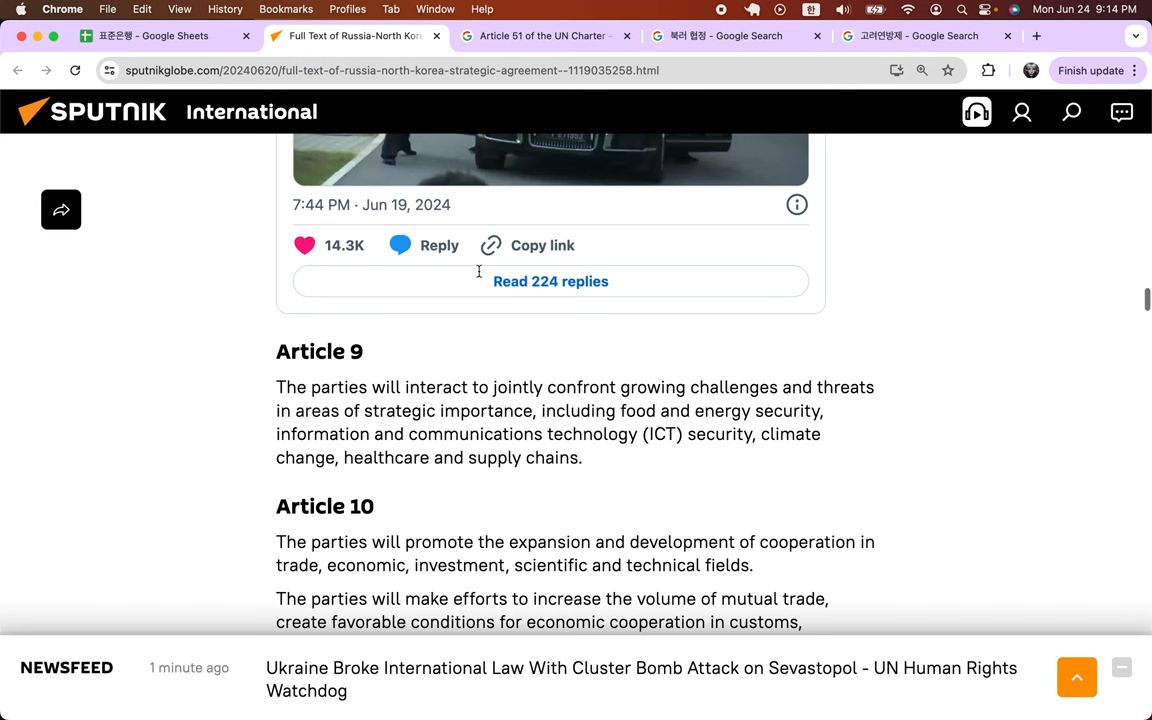 Chrome File Edit View History Bookmarks Profiles Tab Window Help 한 Mon Jun 24 9:14 PM
표준은행 - Google Sheets Full Text of Russia-North Kor Article 51 of the UN Charter - 북러 협정 - Google Search 고려연방제 - Google Search
sputnikglobe.com/20240620/full-text-of-russia-north-korea-strategic-agreement--1119035258.html Finish update
SPUTNIK International
7:44 PM · Jun 19, 2024
14.3K Reply Copy link
Read 224 replies
Article 9
The parties will interact to jointly confront growing challenges and threats
in areas of strategic importance, including food and energy security,
information and communications technology (ICT) security, climate
change, healthcare and supply chains.
Article 10
The parties will promote the expansion and development of cooperation in
trade, economic, investment, scientific and technical fields.
The parties will make efforts to increase the volume of mutual trade,
create favorable conditions for economic cooperation in customs,
NEWSFEED 1 minute ago Ukraine Broke International Law With Cluster Bomb Attack on Sevastopol - UN Human Rights
Watchdog